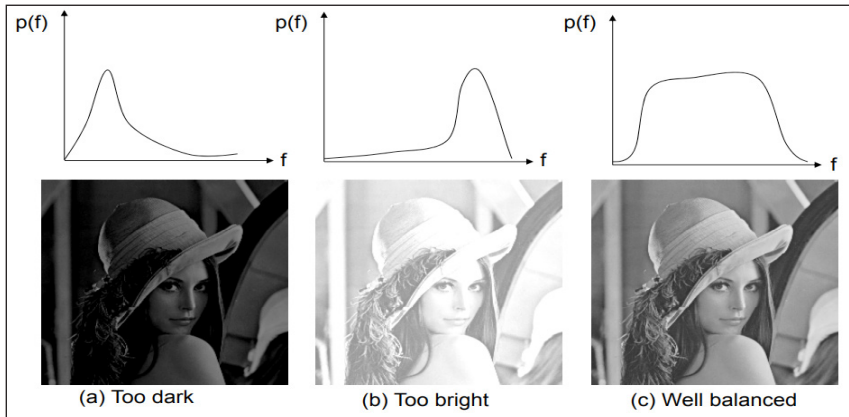 p(f)
f
p(f)
f
p(f)
f
(a) Too dark
(b) Too bright
(c) Well balanced